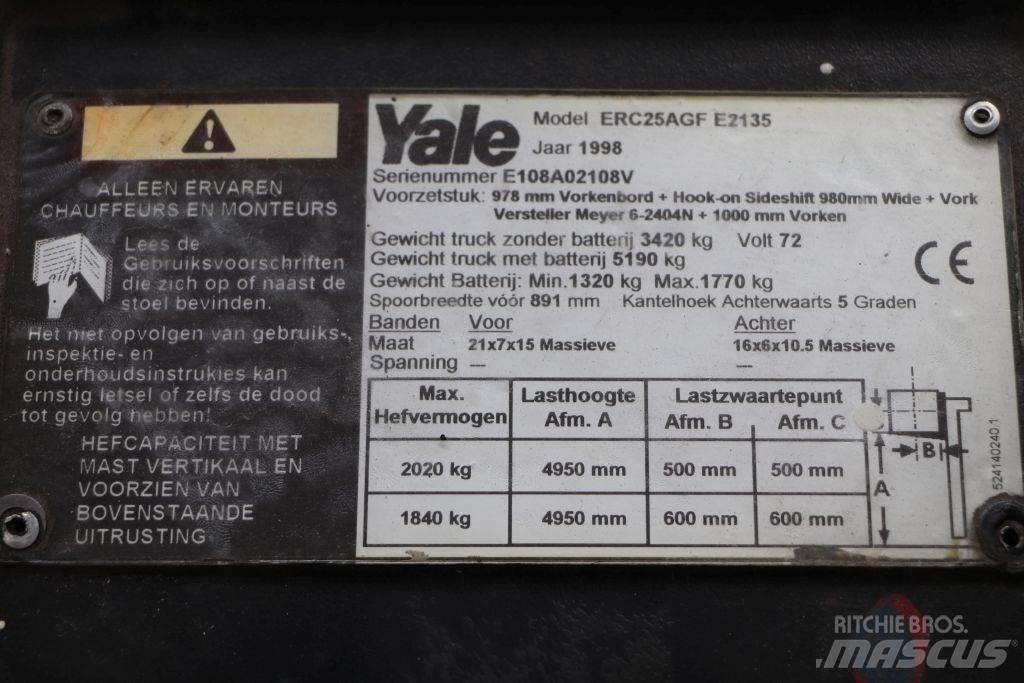 ALLEEN ERVAREN
CHAUFFEURS EN MONTEURS
Lees de
Gebruiksvoorschriften
die zich op of naast de
stoel bevinden.
Het niet opvolgen van gebruiks-,
inspektie- en
onderhoudsinstrukies kan
ernstig letsel of zelfs de dood
tot gevolg hebben!
HEFCAPACITEIT MET
MAST VERTIKAAL EN
VOORZIEN VAN
BOVENSTAANDE
UITRUSTING
Yale
Model ERC25AGF E2135
Jaar 1998
Serienummer E108A02108V
Voorzetstuk: 978 mm Vorkenbord + Hook-on Sideshift 980mm Wide + Vork
Versteller Meyer 6-2404N + 1000 mm Vorken
Gewicht truck zonder batterij 3420 kg Volt 72
Gewicht truck met batterij 5190 kg
Gewicht Batterij: Min.1320 kg Max.1770 kg
Spoorbreedte vóór 891 mm Kantelhoek Achterwaarts 5 Graden
CE
Banden Voor Achter
Maat 21x7x15 Massieve 16x6x10.5 Massieve
Spanning --- ---
Max. Lasthoogte Lastzwaartepunt
Hefvermogen Afm. A Afm. B Afm. C
2020 kg 4950 mm 500 mm 500 mm
1840 kg 4950 mm 600 mm 600 mm
B
A
524140240.1
RITCHIE BROS.
MASCUS